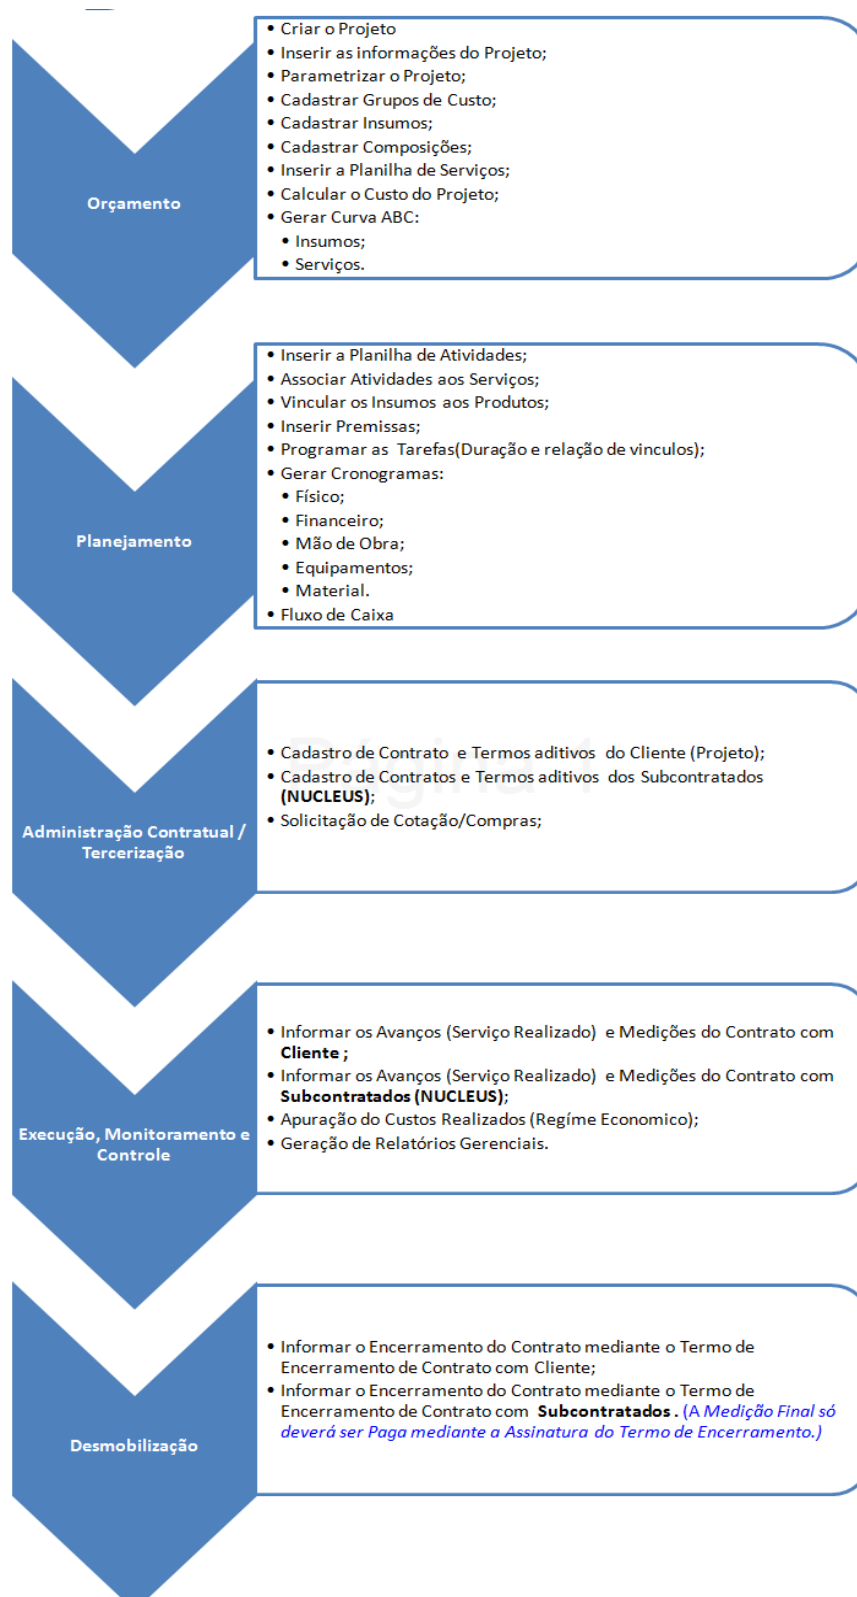 • Criar o Projeto
• Inserir as informações do Projeto;
• Parametrizar o Projeto;
• Cadastrar Grupos de Custo;
• Cadastrar Insumos;
• Cadastrar Composições;
• Inserir a Planilha de Serviços;
• Calcular o Custo do Projeto;
• Gerar Curva ABC:
• Insumos;
• Serviços.
Orçamento
• Inserir a Planilha de Atividades;
• Associar Atividades aos Serviços;
• Vincular os Insumos aos Produtos;
• Inserir Premissas;
• Programar as Tarefas(Duração e relação de vinculos);
• Gerar Cronogramas:
• Físico;
• Financeiro;
• Mão de Obra;
• Equipamentos;
• Material.
• Fluxo de Caixa
Planejamento
Página 1
• Cadastro de Contrato e Termos aditivos do Cliente (Projeto);
• Cadastro de Contratos e Termos aditivos dos Subcontratados
(NUCLEUS);
• Solicitação de Cotação/Compras;
Administração Contratual /
Tercerização
• Informar os Avanços (Serviço Realizado) e Medições do Contrato com
Cliente ;
• Informar os Avanços (Serviço Realizado) e Medições do Contrato com
Subcontratados (NUCLEUS);
• Apuração do Custos Realizados (Regíme Economico);
• Geração de Relatórios Gerenciais.
Execução, Monitoramento e
Controle
• Informar o Encerramento do Contrato mediante o Termo de
Encerramento de Contrato com Cliente;
• Informar o Encerramento do Contrato mediante o Termo de
Encerramento de Contrato com Subcontratados . (A Medição Final só
deverá ser Paga mediante a Assinatura do Termo de Encerramento.)
Desmobilização